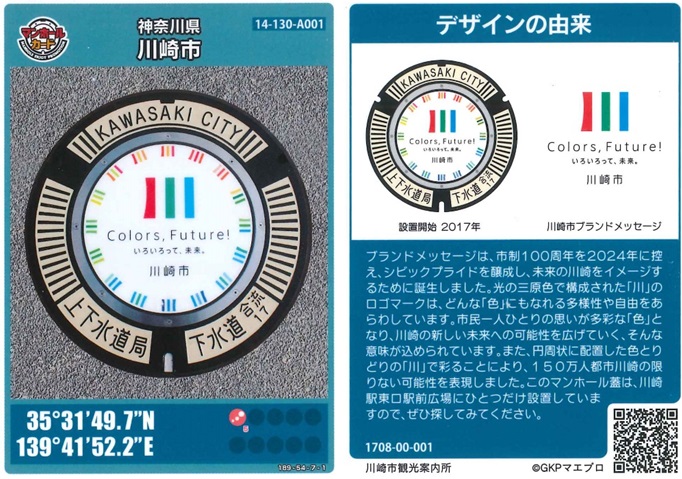 マンホール
カード
神奈川県
川崎市
14-130-A001
KAWASAKI CITY
Colors, Future!
いろいろって、未来。
川崎市
上下水道局
下水道
合流
17
35°31'49.7"N
139°41'52.2"E
5
189-54-7-1
デザインの由来
KAWASAKI CITY
Colors, Future!
いろいろって、未来。
川崎市
上下水道局
下水道
合流
17
Colors, Future!
いろいろって、未来。
川崎市
設置開始 2017年
川崎市ブランドメッセージ
ブランドメッセージは、市制100周年を2024年に控
え、シビックプライドを醸成し、未来の川崎をイメージす
るために誕生しました。光の三原色で構成された「川」の
ロゴマークは、どんな「色」にもなれる多様性や自由をあ
らわしています。市民一人ひとりの思いが多彩な「色」と
なり、川崎の新しい未来への可能性を広げていく、そんな
意味が込められています。また、円周状に配置した色とり
どりの「川」で彩ることにより、150万人都市川崎の限
りない可能性を表現しました。このマンホール蓋は、川崎
駅東口駅前広場にひとつだけ設置していま
すので、ぜひ探してみてください。
1708-00-001
川崎市観光案内所
©GKPマエプロ